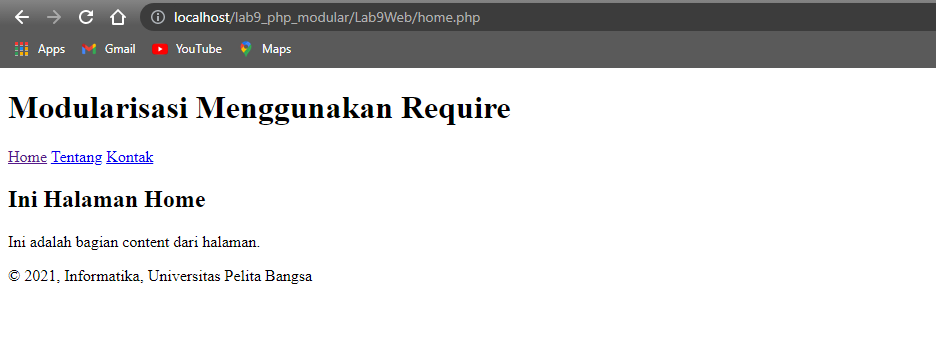 localhost/lab9_php_modular/Lab9Web/home.php
Apps Gmail YouTube Maps
Modularisasi Menggunakan Require
Home Tentang Kontak
Ini Halaman Home
Ini adalah bagian content dari halaman.
© 2021, Informatika, Universitas Pelita Bangsa